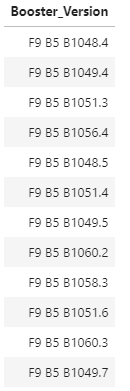 Booster_Version
F9 B5 B1048.4
F9 B5 B1049.4
F9 B5 B1051.3
F9 B5 B1056.4
F9 B5 B1048.5
F9 B5 B1051.4
F9 B5 B1049.5
F9 B5 B1060.2
F9 B5 B1058.3
F9 B5 B1051.6
F9 B5 B1060.3
F9 B5 B1049.7